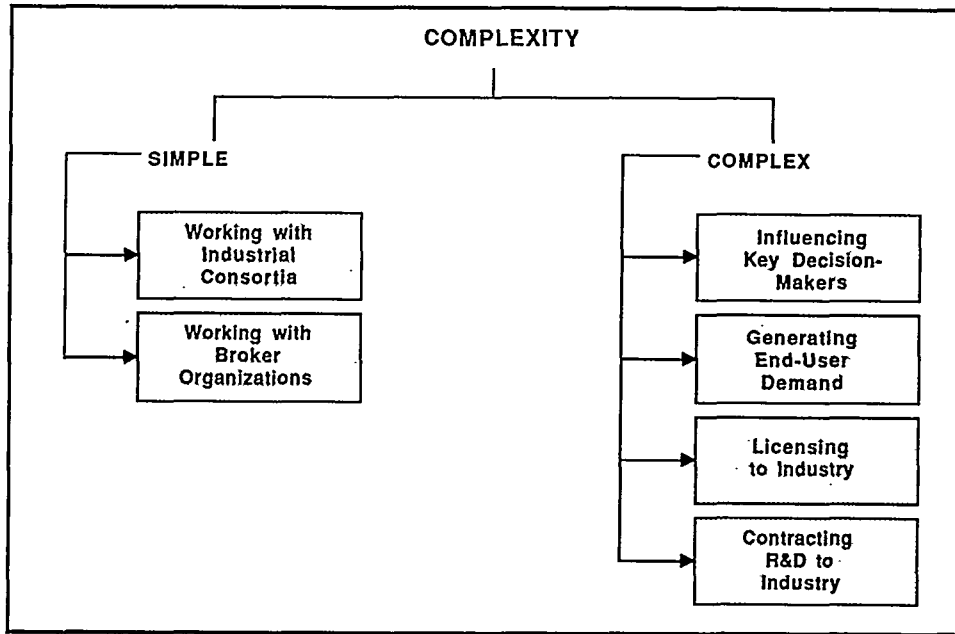 COMPLEXITY
SIMPLE
Working with
Industrial
Consortia
Working with
Broker
Organizations
COMPLEX
Influencing
Key Decision-
Makers
Generating
End-User
Demand
Licensing
to Industry
Contracting
R&D to
Industry